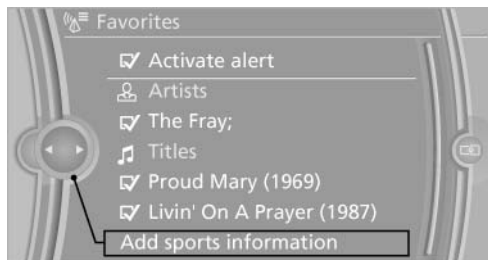 Favorites
Activate alert
Artists
The Fray;
Titles
Proud Mary (1969)
Livin' On A Prayer (1987)
Add sports information